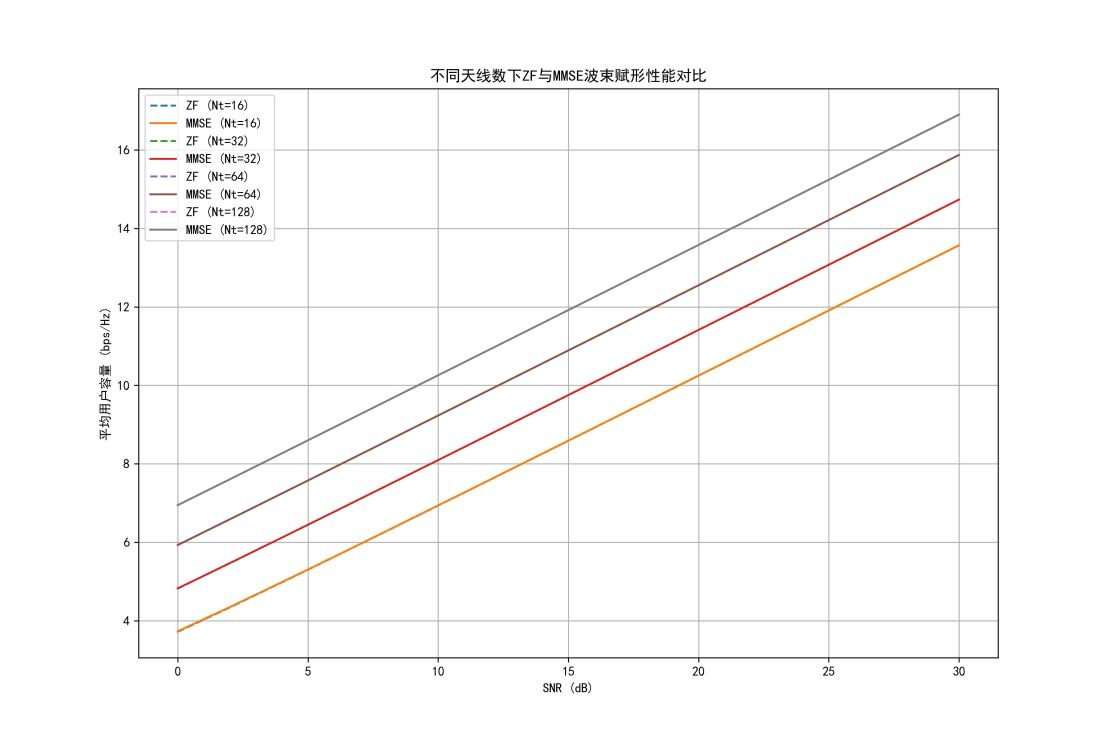 不同天线数下ZF与MMSE波束赋形性能对比
ZF (Nt=16)
MMSE (Nt=16)
ZF (Nt=32)
MMSE (Nt=32)
ZF (Nt=64)
MMSE (Nt=64)
ZF (Nt=128)
MMSE (Nt=128)
平均用户容量 (bps/Hz)
16
14
12
10
8
6
4
0 5 10 15 20 25 30
SNR (dB)